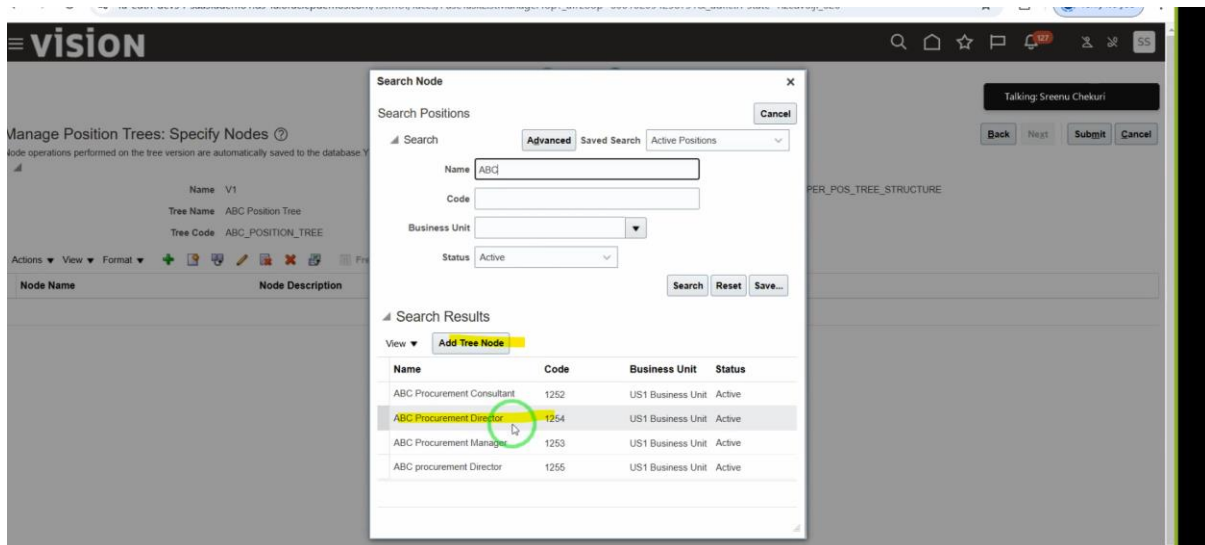 ≡ vision
127
SS
Talking: Sreenu Chekuri
Manage Position Trees: Specify Nodes
Back Next Submit Cancel
Node operations performed on the tree version are automatically saved to the database Y
Name V1
PER_POS_TREE_STRUCTURE
Tree Name ABC Position Tree
Tree Code ABC_POSITION_TREE
Actions View Format
Node Name Node Description
Search Node
Search Positions Cancel
Search Advanced Saved Search Active Positions
Name ABC
Code
Business Unit
Status Active
Search Reset Save...
Search Results
View Add Tree Node
Name Code Business Unit Status
ABC Procurement Consultant 1252 US1 Business Unit Active
ABC Procurement Director 1254 US1 Business Unit Active
ABC Procurement Manager 1253 US1 Business Unit Active
ABC procurement Director 1255 US1 Business Unit Active